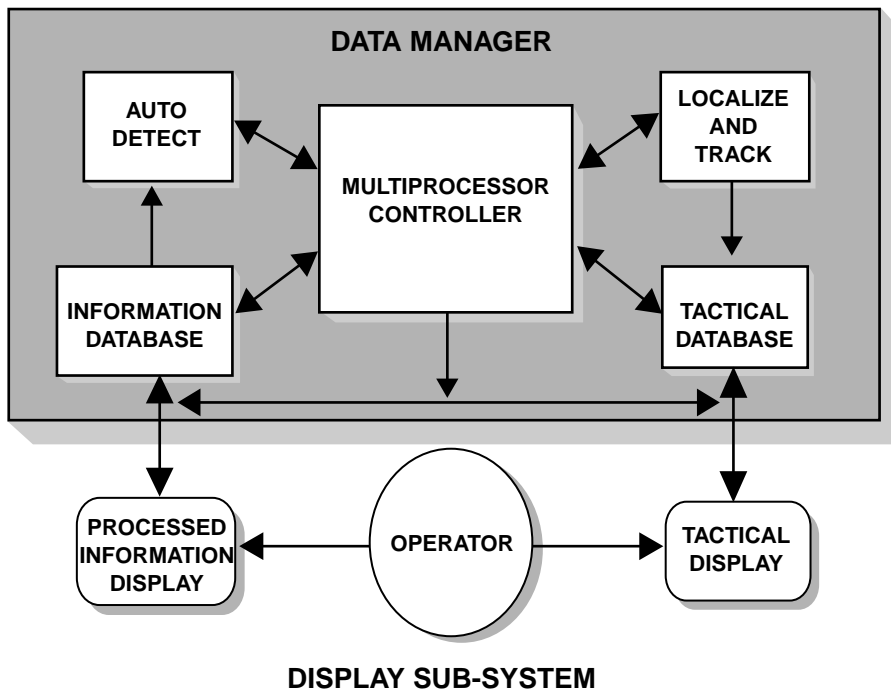 DATA MANAGER
AUTO
DETECT
MULTIPROCESSOR
CONTROLLER
LOCALIZE
AND
TRACK
INFORMATION
DATABASE
TACTICAL
DATABASE
PROCESSED
INFORMATION
DISPLAY
OPERATOR
TACTICAL
DISPLAY
DISPLAY SUB-SYSTEM